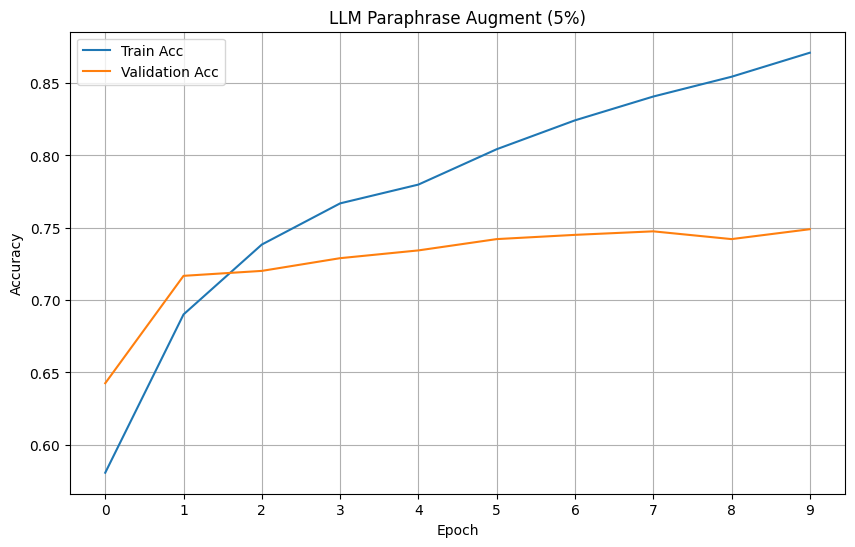 LLM Paraphrase Augment (5%)
Train Acc
Validation Acc
0.85
0.80
0.75
0.70
0.65
0.60
Accuracy
0 1 2 3 4 5 6 7 8 9
Epoch